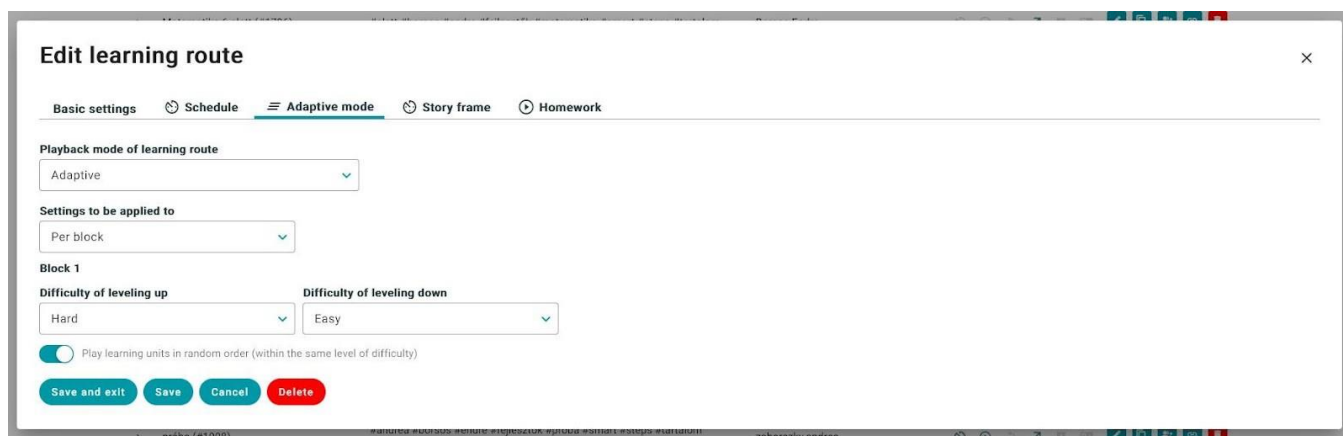 Edit learning route
Basic settings Schedule Adaptive mode Story frame Homework
Playback mode of learning route
Adaptive
Settings to be applied to
Per block
Block 1
Difficulty of leveling up Difficulty of leveling down
Hard Easy
Play learning units in random order (within the same level of difficulty)
Save and exit Save Cancel Delete